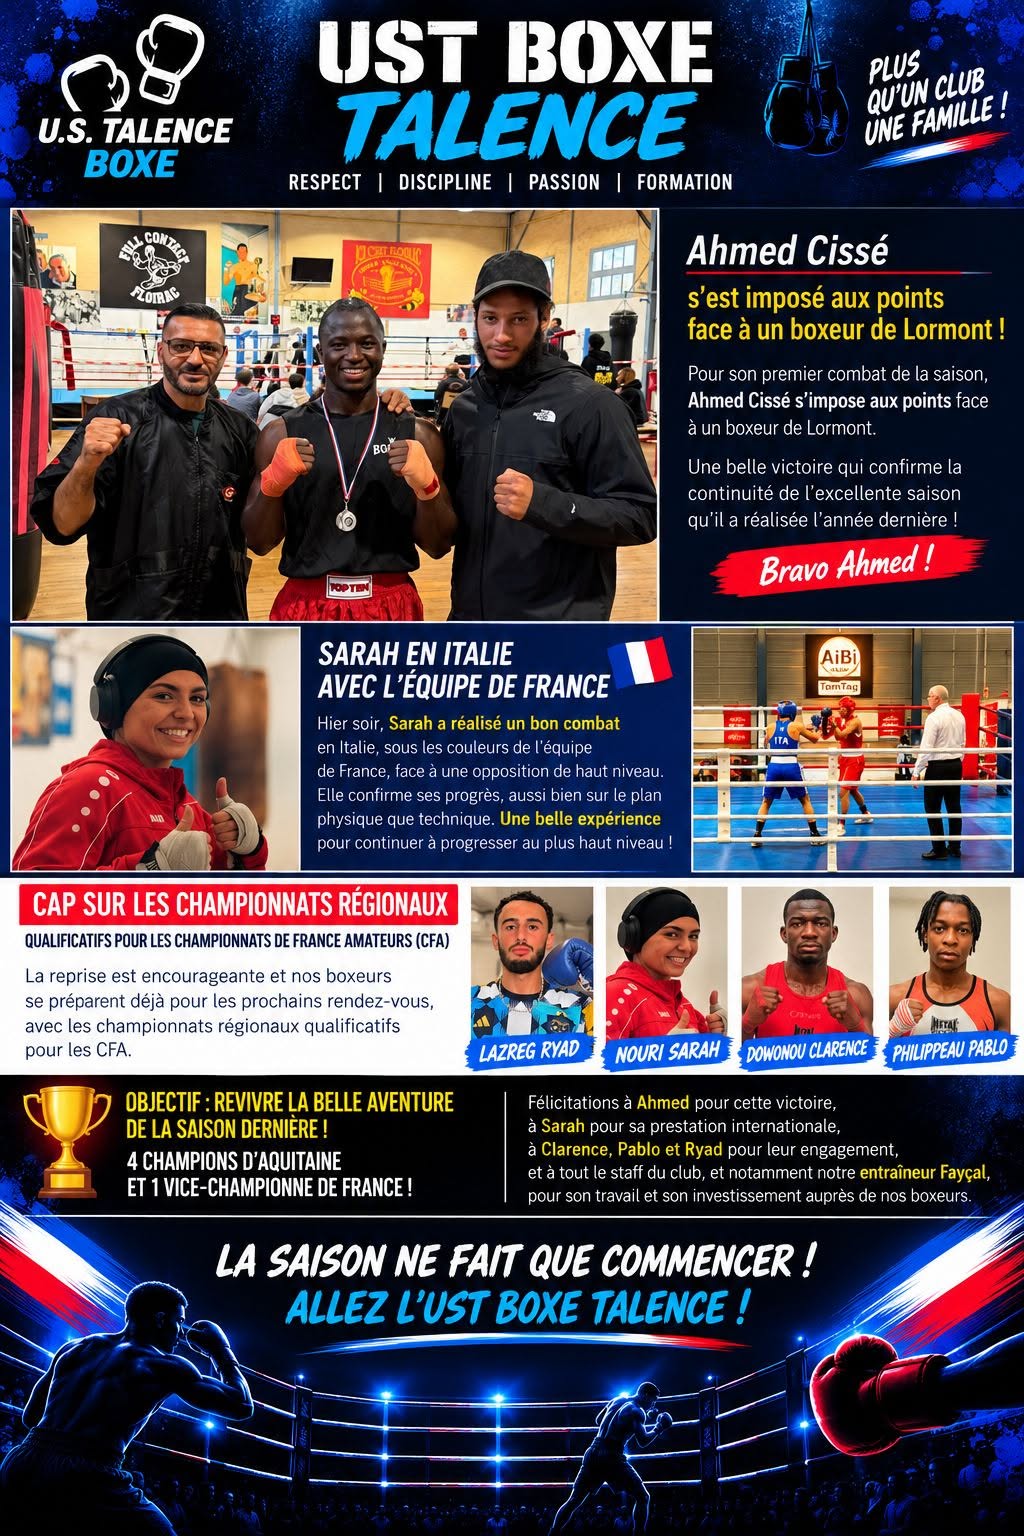 U.S. TALENCE
BOXE
UST BOXE
TALENCE
RESPECT | DISCIPLINE | PASSION | FORMATION
PLUS
QU'UN CLUB
UNE FAMILLE !
FULL CONTACT
FLOIRAC
BOX
THE NORTH FACE
TOP TEN
Ahmed Cissé
s'est imposé aux points
face à un boxeur de Lormont !
Pour son premier combat de la saison,
Ahmed Cissé s'impose aux points face
à un boxeur de Lormont.
Une belle victoire qui confirme la
continuité de l'excellente saison
qu'il a réalisée l'année dernière !
Bravo Ahmed !
SARAH EN ITALIE
AVEC L'ÉQUIPE DE FRANCE
Hier soir, Sarah a réalisé un bon combat
en Italie, sous les couleurs de l'équipe
de France, face à une opposition de haut niveau.
Elle confirme ses progrès, aussi bien sur le plan
physique que technique. Une belle expérience
pour continuer à progresser au plus haut niveau !
AiBi
TomTag
ITA
CAP SUR LES CHAMPIONNATS RÉGIONAUX
QUALIFICATIFS POUR LES CHAMPIONNATS DE FRANCE AMATEURS (CFA)
La reprise est encourageante et nos boxeurs
se préparent déjà pour les prochains rendez-vous,
avec les championnats régionaux qualificatifs
pour les CFA.
LAZREG RYAD
NOURI SARAH
DOWONOU CLARENCE
PHILIPPEAU PABLO
OBJECTIF : REVIVRE LA BELLE AVENTURE
DE LA SAISON DERNIÈRE !
4 CHAMPIONS D'AQUITAINE
ET 1 VICE-CHAMPIONNE DE FRANCE !
Félicitations à Ahmed pour cette victoire,
à Sarah pour sa prestation internationale,
à Clarence, Pablo et Ryad pour leur engagement,
et à tout le staff du club, et notamment notre entraîneur Fayçal,
pour son travail et son investissement auprès de nos boxeurs.
LA SAISON NE FAIT QUE COMMENCER !
ALLEZ L'UST BOXE TALENCE !